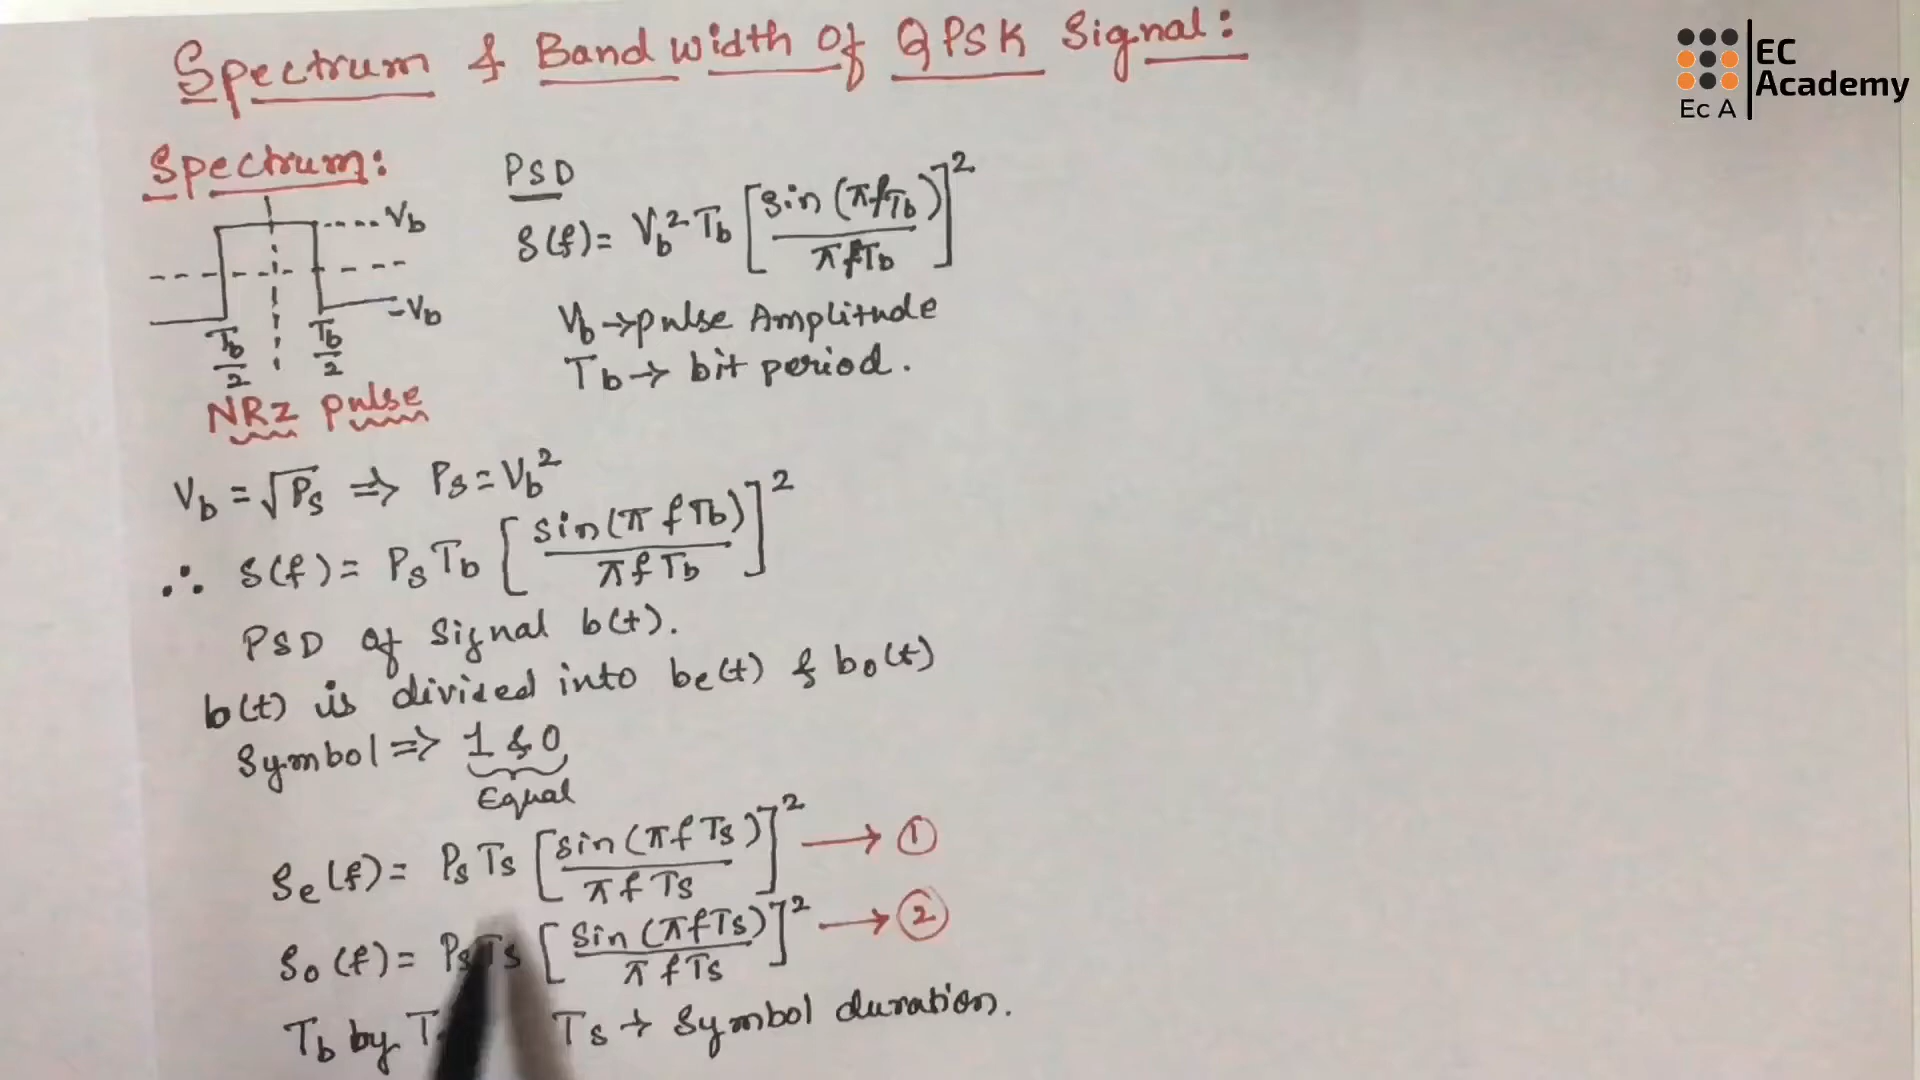 Spectrum & Bandwidth Of QPSK Signal:
EC Academy
Ec A
Spectrum:
Vb
-Vb
Tb/2 Tb/2
NRZ pulse
PSD
S(f) = Vb² Tb [sin(πfTb)/πfTb]²
Vb → pulse Amplitude
Tb → bit period.
Vb = √Ps ⇒ Ps = Vb²
∴ S(f) = Ps Tb [sin(πfTb)/πfTb]²
PSD of Signal b(t).
b(t) is divided into be(t) & bo(t)
Symbol ⇒ 1 & 0
Equal
Se(f) = Ps Ts [sin(πfTs)/πfTs]² → 1
So(f) = Ps Ts [Sin(πfTs)/πfTs]² → 2
Tb by Ts → Symbol duration.